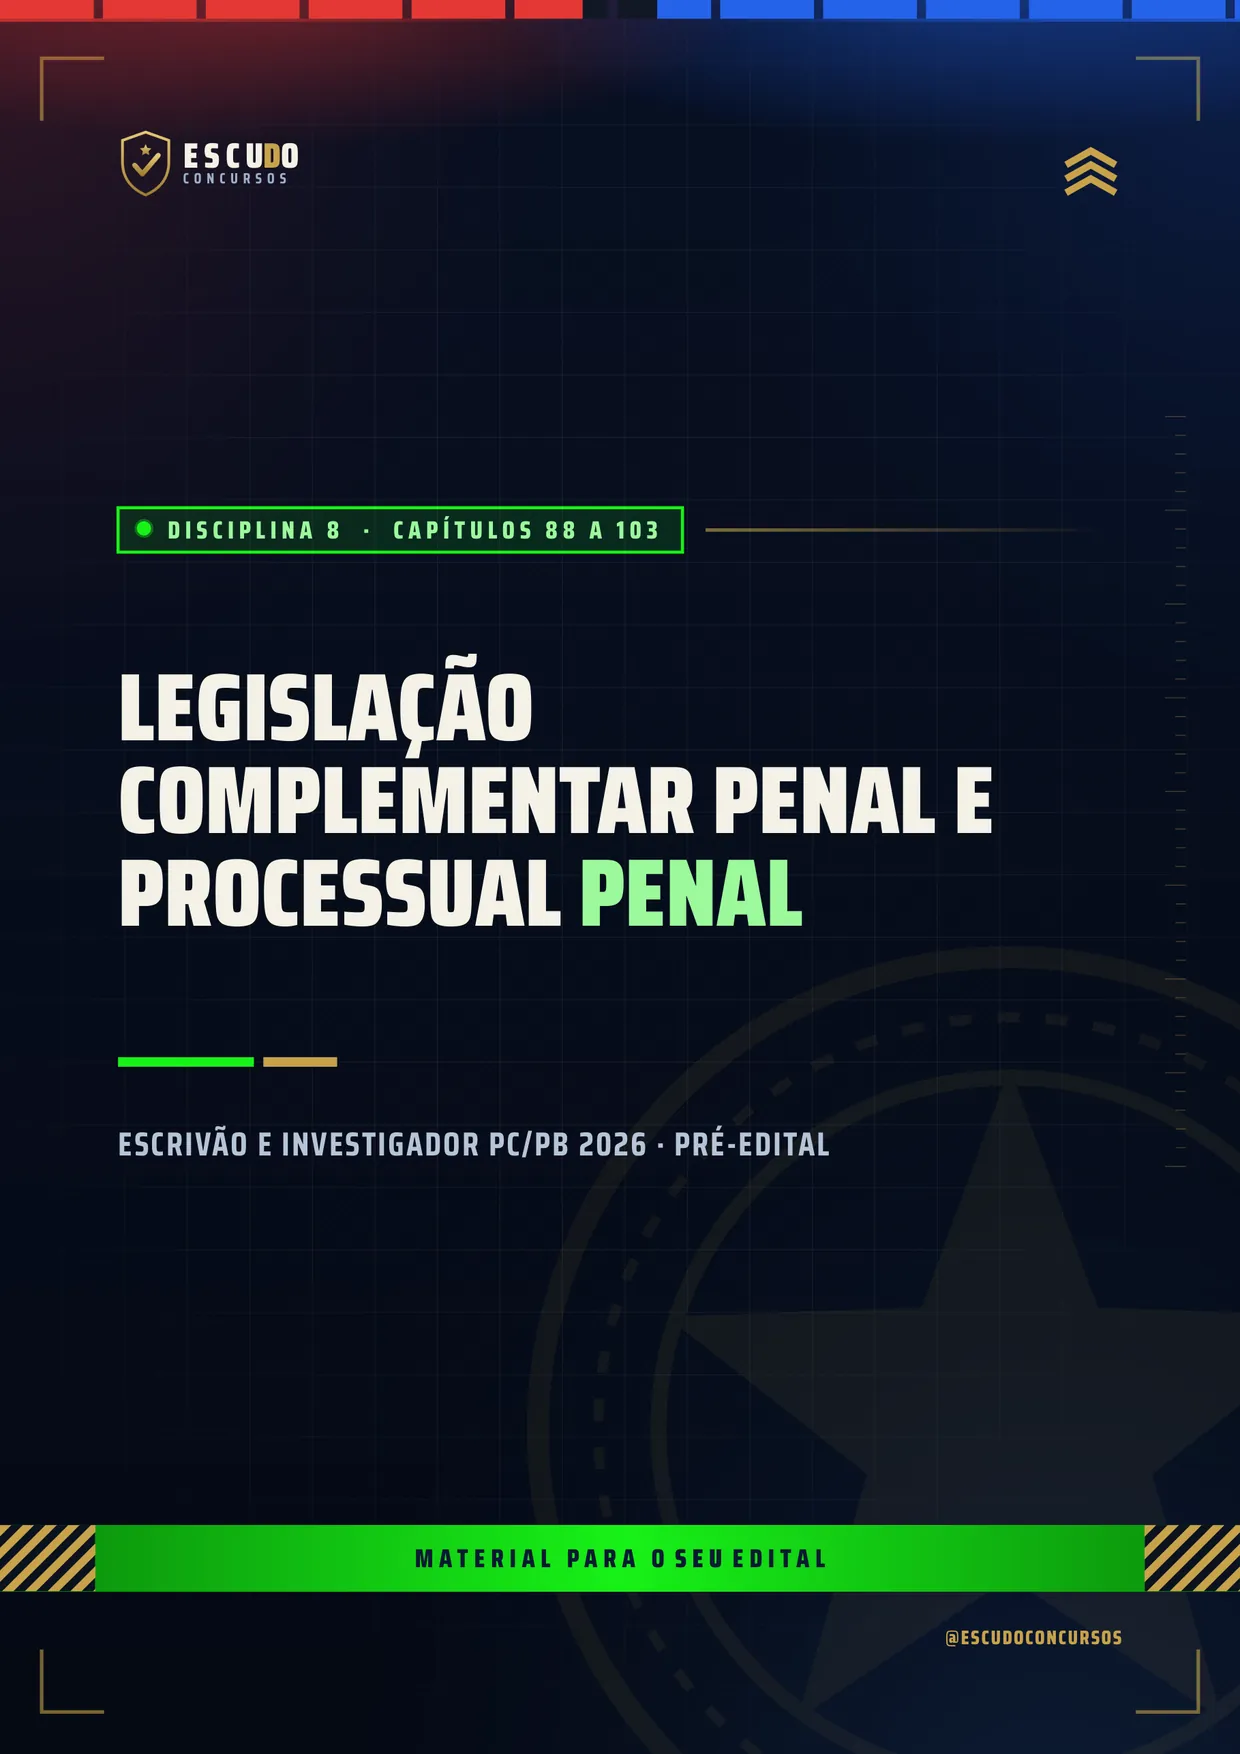 ESCUDO
CONCURSOS
DISCIPLINA 8 · CAPÍTULOS 88 A 103
LEGISLAÇÃO
COMPLEMENTAR PENAL E
PROCESSUAL PENAL
ESCRIVÃO E INVESTIGADOR PC/PB 2026 · PRÉ-EDITAL
MATERIAL PARA O SEU EDITAL
@ESCUDOCONCURSOS